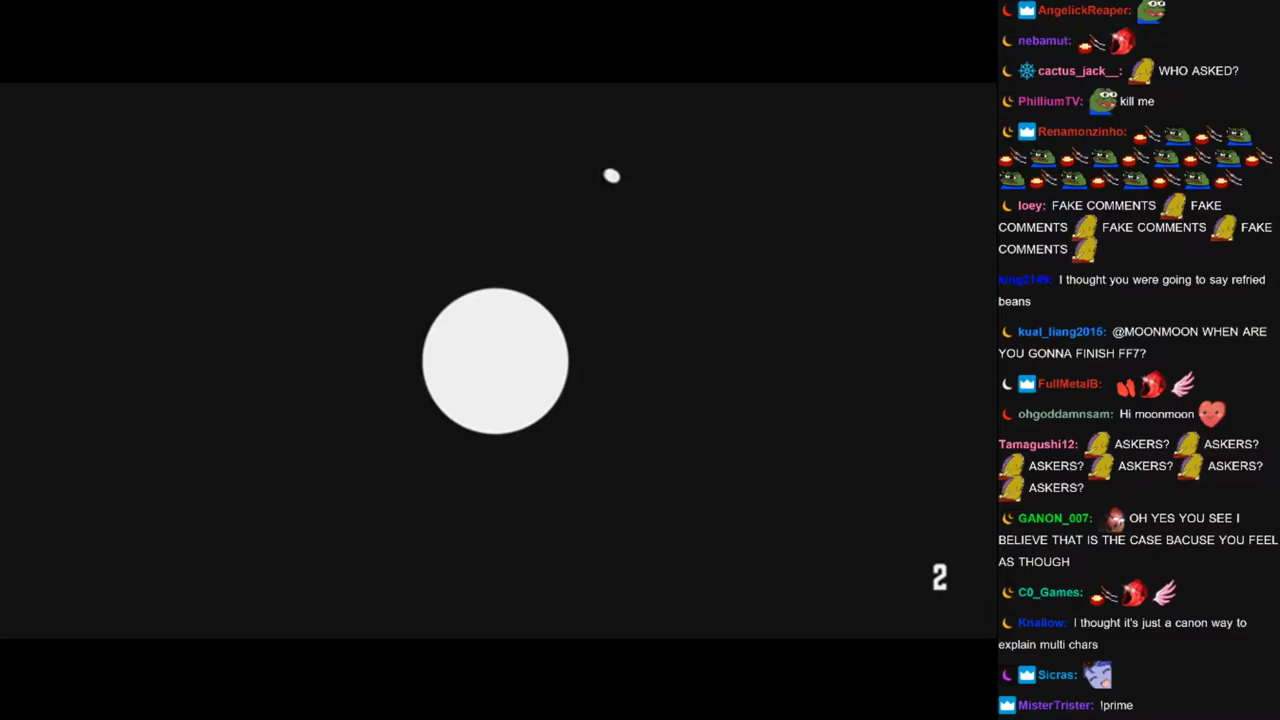 2
AngelickReaper:
nebamut:
cactus_jack__: WHO ASKED?
PhilliumTV: kill me
Renamonzinho:
loey: FAKE COMMENTS FAKE
COMMENTS FAKE COMMENTS FAKE
COMMENTS
king2149: I thought you were going to say refried
beans
kual_liang2015: @MOONMOON WHEN ARE
YOU GONNA FINISH FF7?
FullMetalB:
ohgoddamnsam: Hi moonmoon
Tamagushi12: ASKERS? ASKERS?
ASKERS? ASKERS? ASKERS?
ASKERS?
GANON_007: OH YES YOU SEE I
BELIEVE THAT IS THE CASE BACUSE YOU FEEL
AS THOUGH
C0_Games:
Knallow: I thought it's just a canon way to
explain multi chars
Sicras:
MisterTrister: !prime